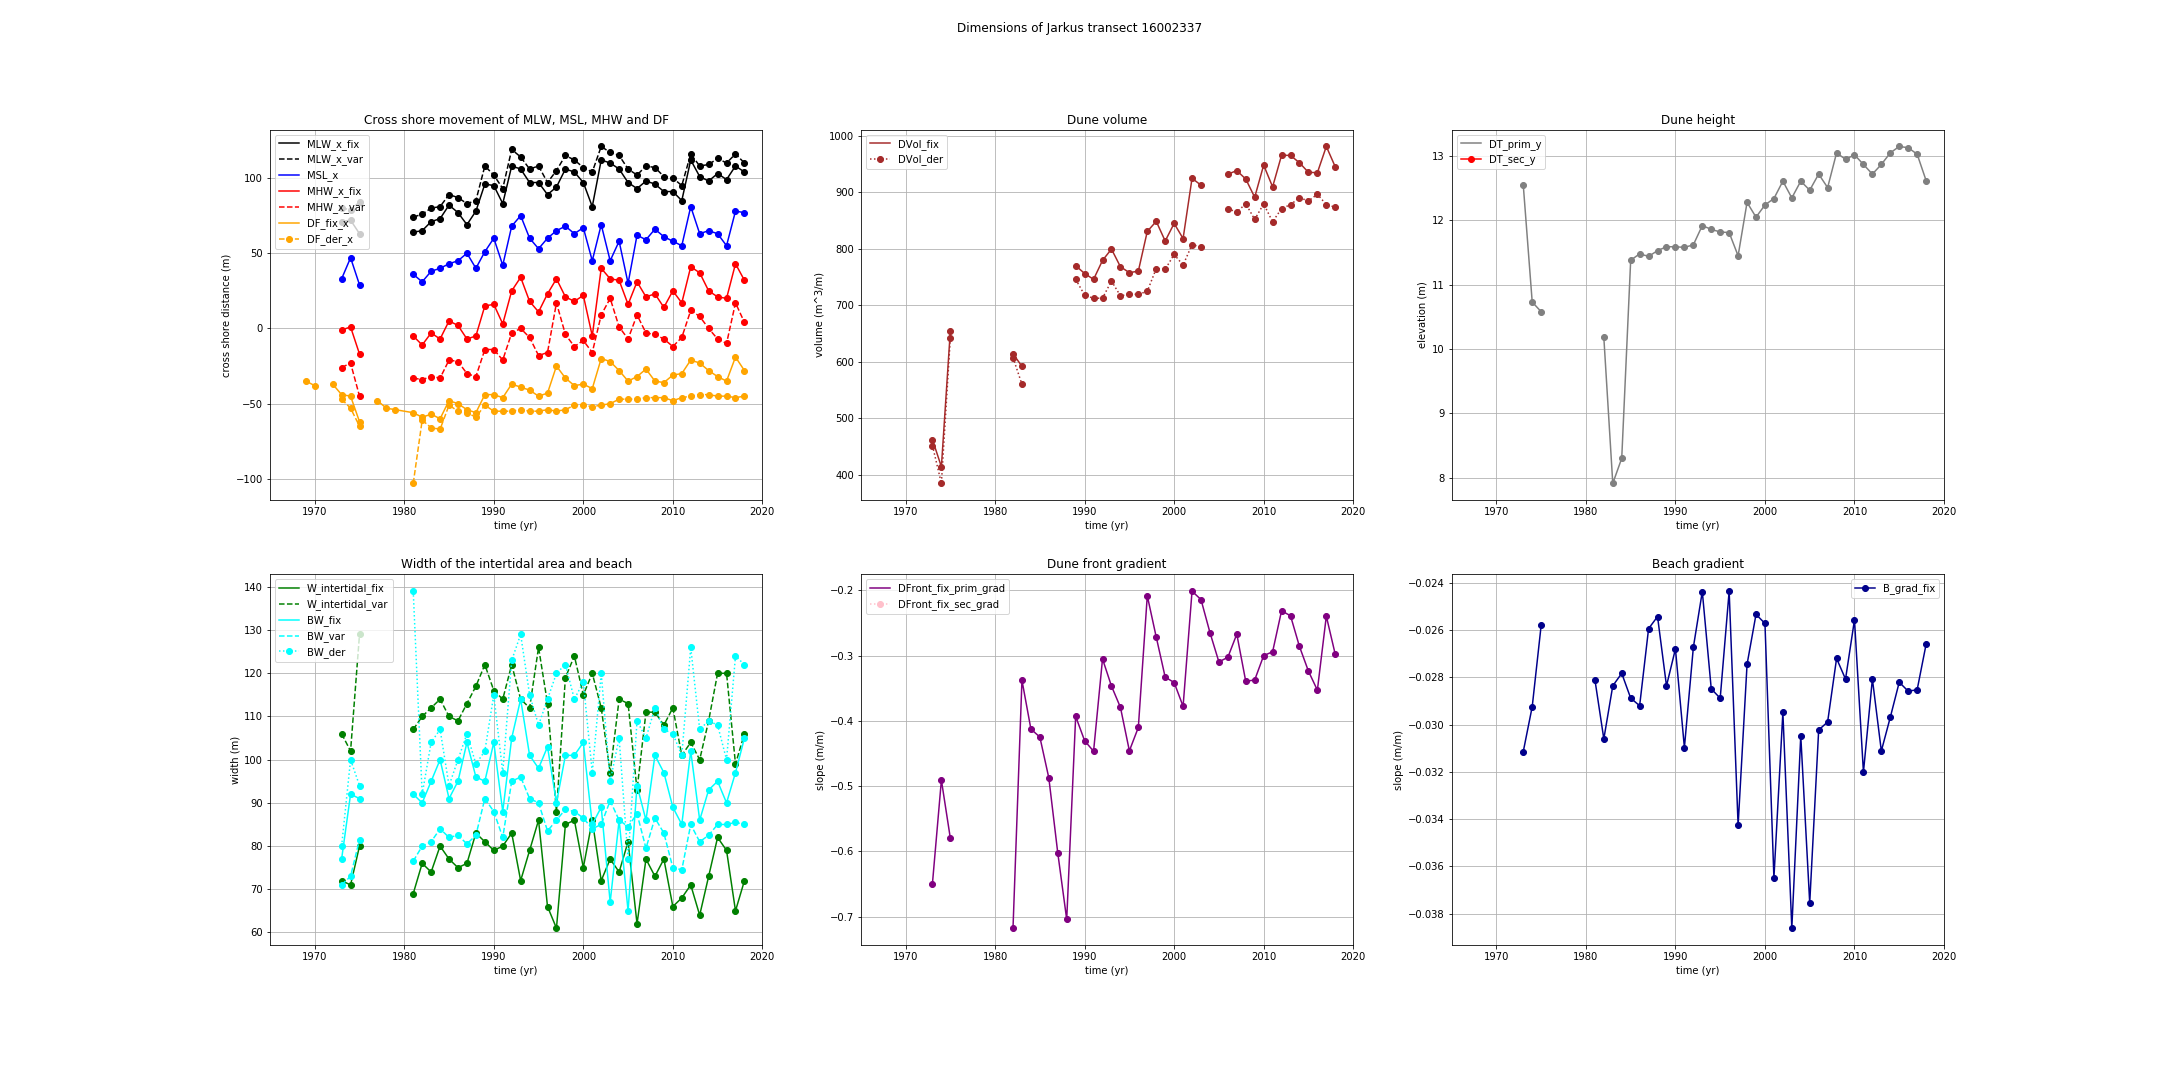 Dimensions of Jarkus transect 16002337
Cross shore movement of MLW, MSL, MHW and DF
cross shore distance (m)
100
50
0
−50
−100
MLW_x_fix
MLW_x_var
MSL_x
MHW_x_fix
MHW_x_var
DF_fix_x
DF_der_x
1970 1980 1990 2000 2010 2020
time (yr)
Dune volume
volume (m^3/m)
1000
900
800
700
600
500
400
DVol_fix
DVol_der
1970 1980 1990 2000 2010 2020
time (yr)
Dune height
elevation (m)
13
12
11
10
9
8
DT_prim_y
DT_sec_y
1970 1980 1990 2000 2010 2020
time (yr)
Width of the intertidal area and beach
width (m)
140
130
120
110
100
90
80
70
60
W_intertidal_fix
W_intertidal_var
BW_fix
BW_var
BW_der
1970 1980 1990 2000 2010 2020
time (yr)
Dune front gradient
slope (m/m)
−0.2
−0.3
−0.4
−0.5
−0.6
−0.7
DFront_fix_prim_grad
DFront_fix_sec_grad
1970 1980 1990 2000 2010 2020
time (yr)
Beach gradient
slope (m/m)
−0.024
−0.026
−0.028
−0.030
−0.032
−0.034
−0.036
−0.038
B_grad_fix
1970 1980 1990 2000 2010 2020
time (yr)